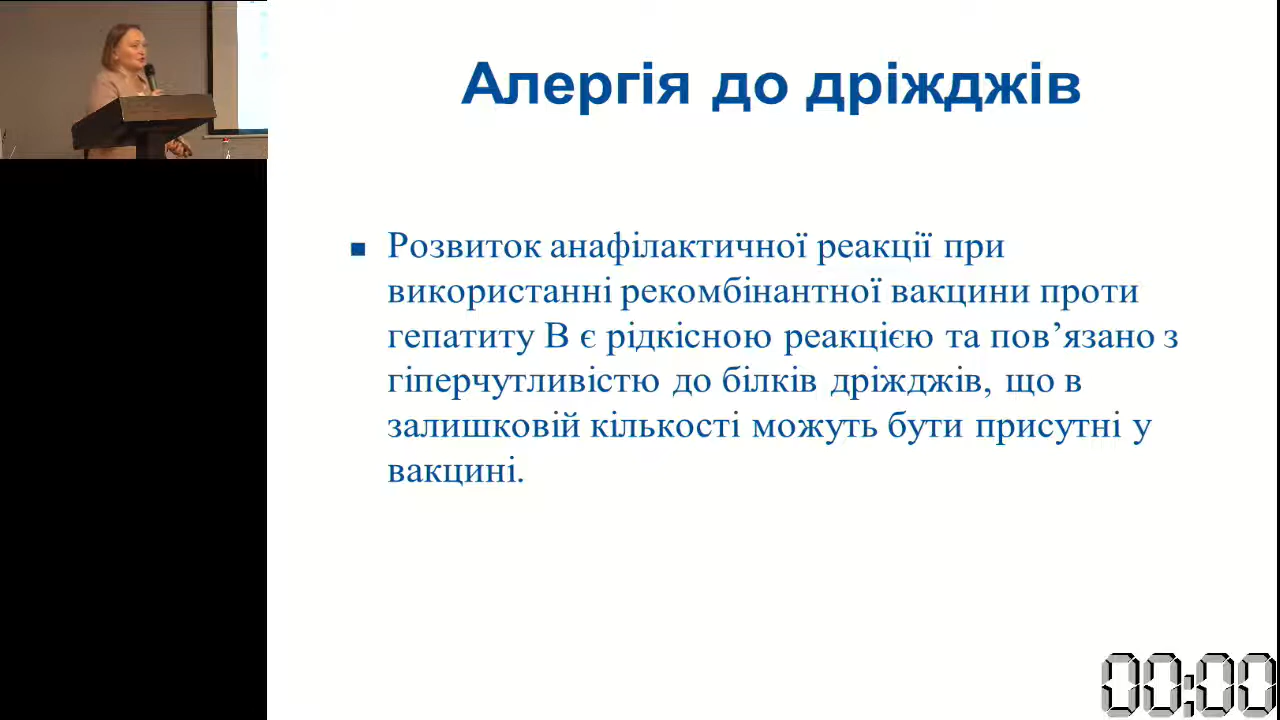 Алергія до дріжджів
Розвиток анафілактичної реакції при
використанні рекомбінантної вакцини проти
гепатиту В є рідкісною реакцією та пов’язано з
гіперчутливістю до білків дріжджів, що в
залишковій кількості можуть бути присутні у
вакцині.
00:00